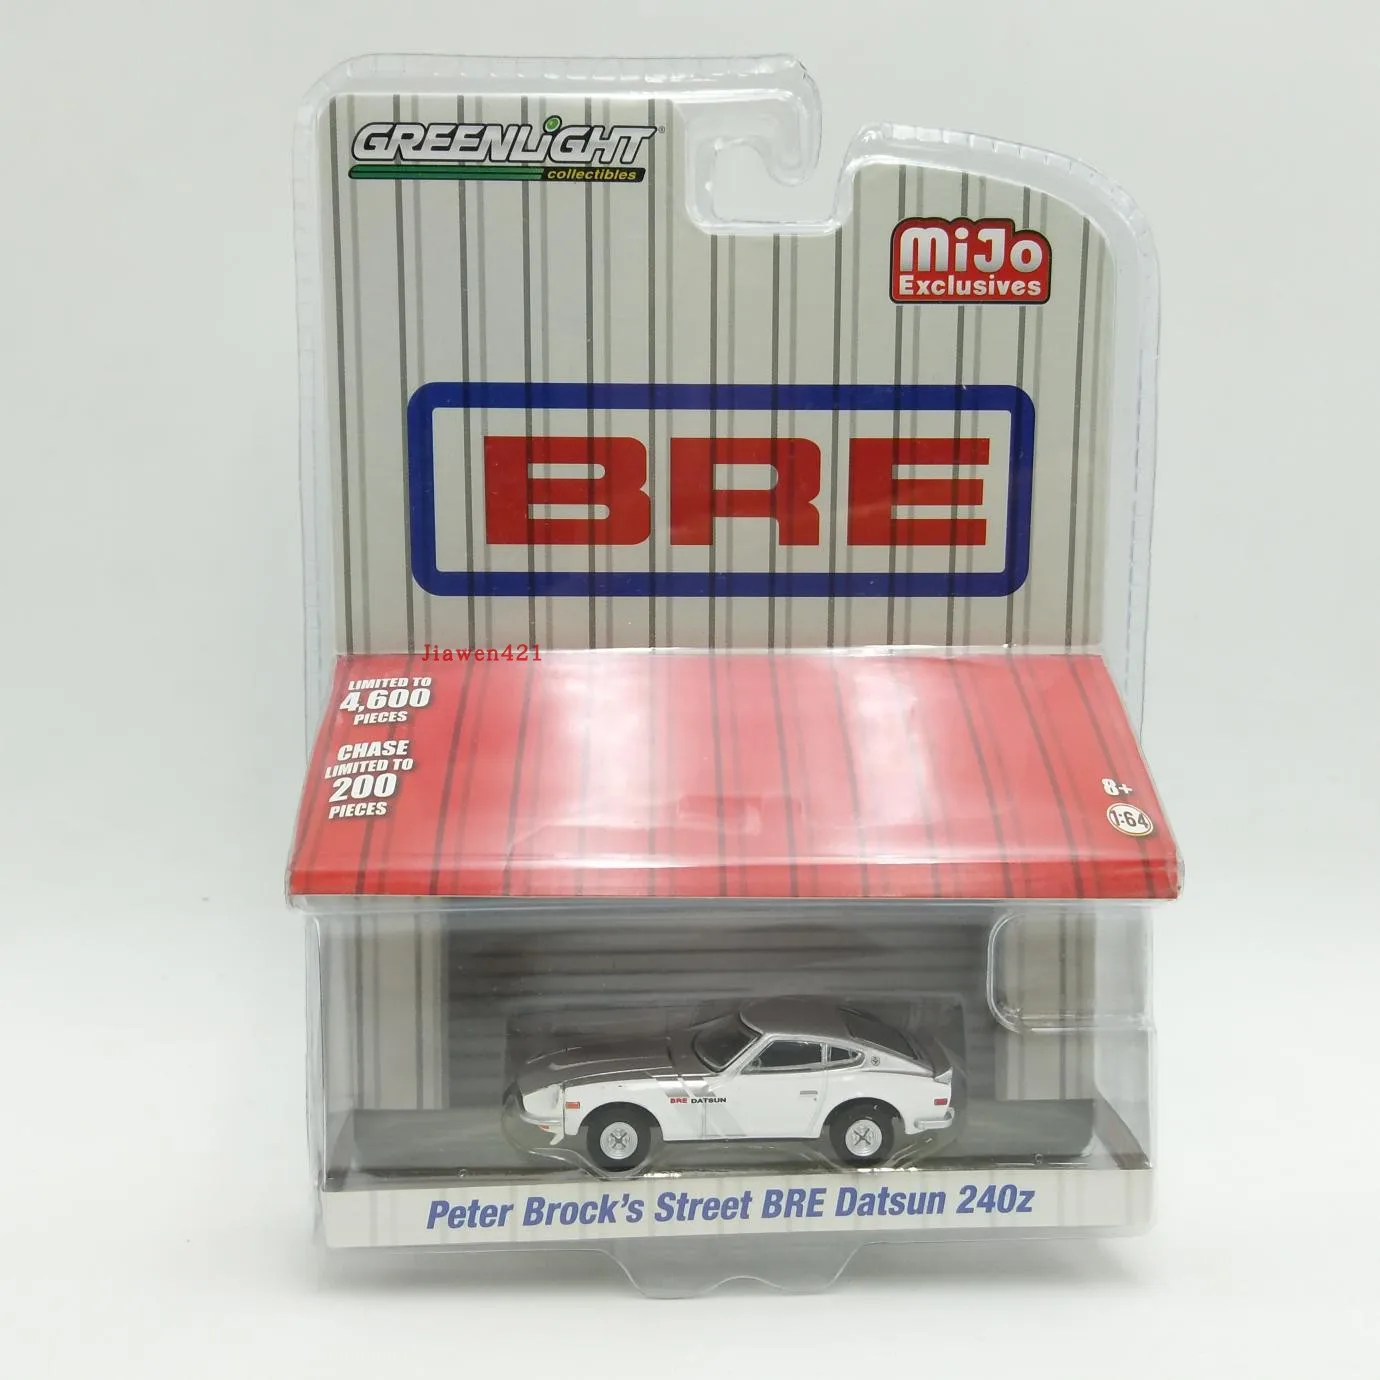 GREENLIGHT®
collectibles
MiJo
Exclusives
BRE
Jiawen421
LIMITED TO
4,600
PIECES
CHASE
LIMITED TO
200
PIECES
8+
1:64
BRE DATSUN
Peter Brock's Street BRE Datsun 240z